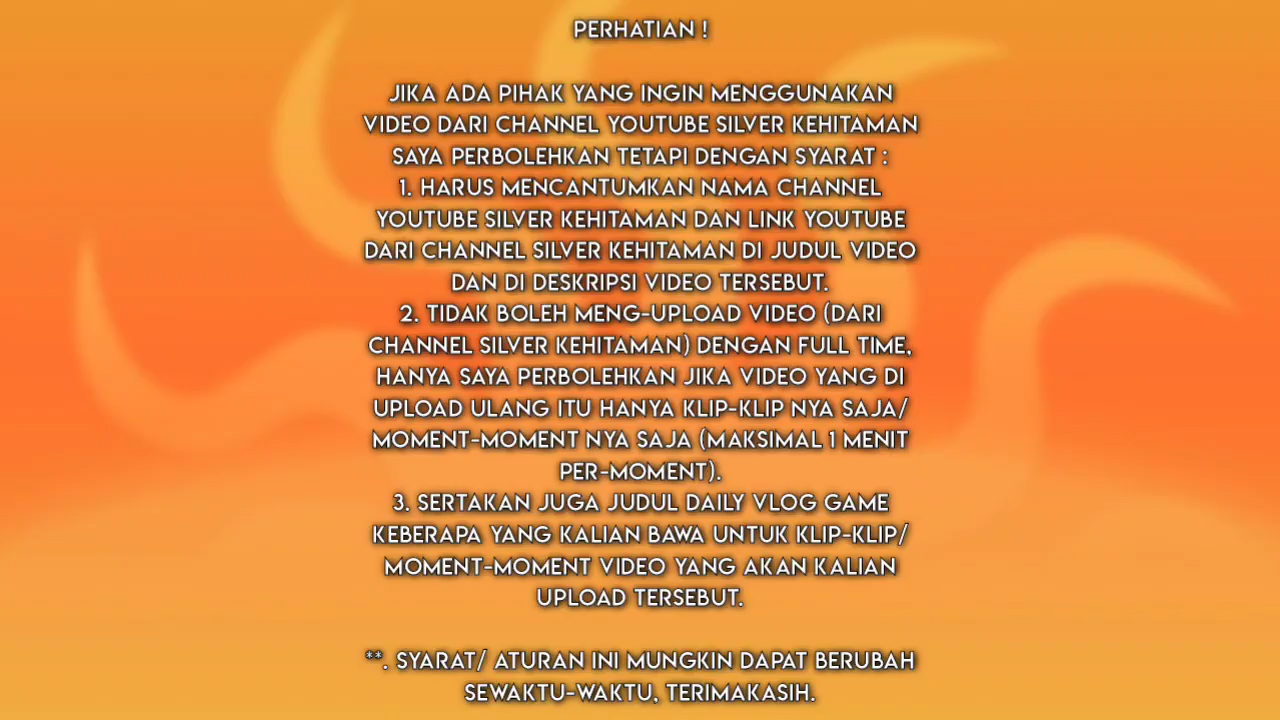 PERHATIAN !
JIKA ADA PIHAK YANG INGIN MENGGUNAKAN
VIDEO DARI CHANNEL YOUTUBE SILVER KEHITAMAN
SAYA PERBOLEHKAN TETAPI DENGAN SYARAT :
1. HARUS MENCANTUMKAN NAMA CHANNEL
YOUTUBE SILVER KEHITAMAN DAN LINK YOUTUBE
DARI CHANNEL SILVER KEHITAMAN DI JUDUL VIDEO
DAN DI DESKRIPSI VIDEO TERSEBUT.
2. TIDAK BOLEH MENG-UPLOAD VIDEO (DARI
CHANNEL SILVER KEHITAMAN) DENGAN FULL TIME,
HANYA SAYA PERBOLEHKAN JIKA VIDEO YANG DI
UPLOAD ULANG ITU HANYA KLIP-KLIP NYA SAJA/
MOMENT-MOMENT NYA SAJA (MAKSIMAL 1 MENIT
PER-MOMENT).
3. SERTAKAN JUGA JUDUL DAILY VLOG GAME
KEBERAPA YANG KALIAN BAWA UNTUK KLIP-KLIP/
MOMENT-MOMENT VIDEO YANG AKAN KALIAN
UPLOAD TERSEBUT.
**. SYARAT/ ATURAN INI MUNGKIN DAPAT BERUBAH
SEWAKTU-WAKTU, TERIMAKASIH.